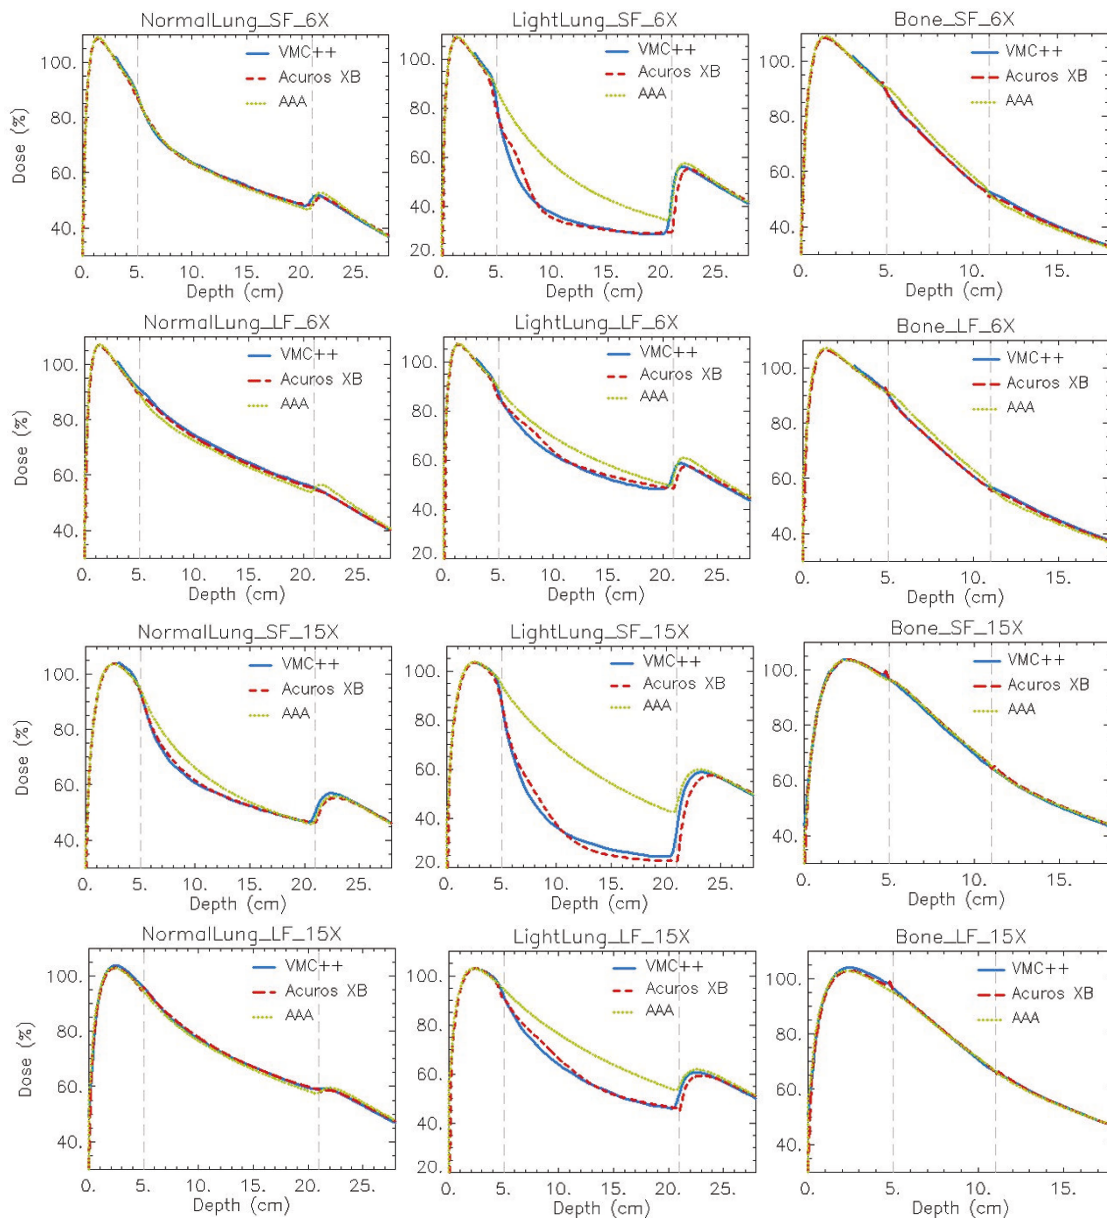 NormalLung_SF_6X
VMC++
Acuros XB
AAA
Dose (%)
100.
80.
60.
40.
0. 5. 10. 15. 20. 25.
Depth (cm)
LightLung_SF_6X
VMC++
Acuros XB
AAA
100.
80.
60.
40.
20.
0. 5. 10. 15. 20. 25.
Depth (cm)
Bone_SF_6X
VMC++
Acuros XB
AAA
100.
80.
60.
40.
0. 5. 10. 15.
Depth (cm)
NormalLung_LF_6X
VMC++
Acuros XB
AAA
Dose (%)
100.
80.
60.
40.
0. 5. 10. 15. 20. 25.
Depth (cm)
LightLung_LF_6X
VMC++
Acuros XB
AAA
100.
80.
60.
40.
20.
0. 5. 10. 15. 20. 25.
Depth (cm)
Bone_LF_6X
VMC++
Acuros XB
AAA
100.
80.
60.
40.
0. 5. 10. 15.
Depth (cm)
NormalLung_SF_15X
VMC++
Acuros XB
AAA
Dose (%)
100.
80.
60.
40.
0. 5. 10. 15. 20. 25.
Depth (cm)
LightLung_SF_15X
VMC++
Acuros XB
AAA
100.
80.
60.
40.
20.
0. 5. 10. 15. 20. 25.
Depth (cm)
Bone_SF_15X
VMC++
Acuros XB
AAA
100.
80.
60.
40.
0. 5. 10. 15.
Depth (cm)
NormalLung_LF_15X
VMC++
Acuros XB
AAA
Dose (%)
100.
80.
60.
40.
0. 5. 10. 15. 20. 25.
Depth (cm)
LightLung_LF_15X
VMC++
Acuros XB
AAA
100.
80.
60.
40.
20.
0. 5. 10. 15. 20. 25.
Depth (cm)
Bone_LF_15X
VMC++
Acuros XB
AAA
100.
80.
60.
40.
0. 5. 10. 15.
Depth (cm)